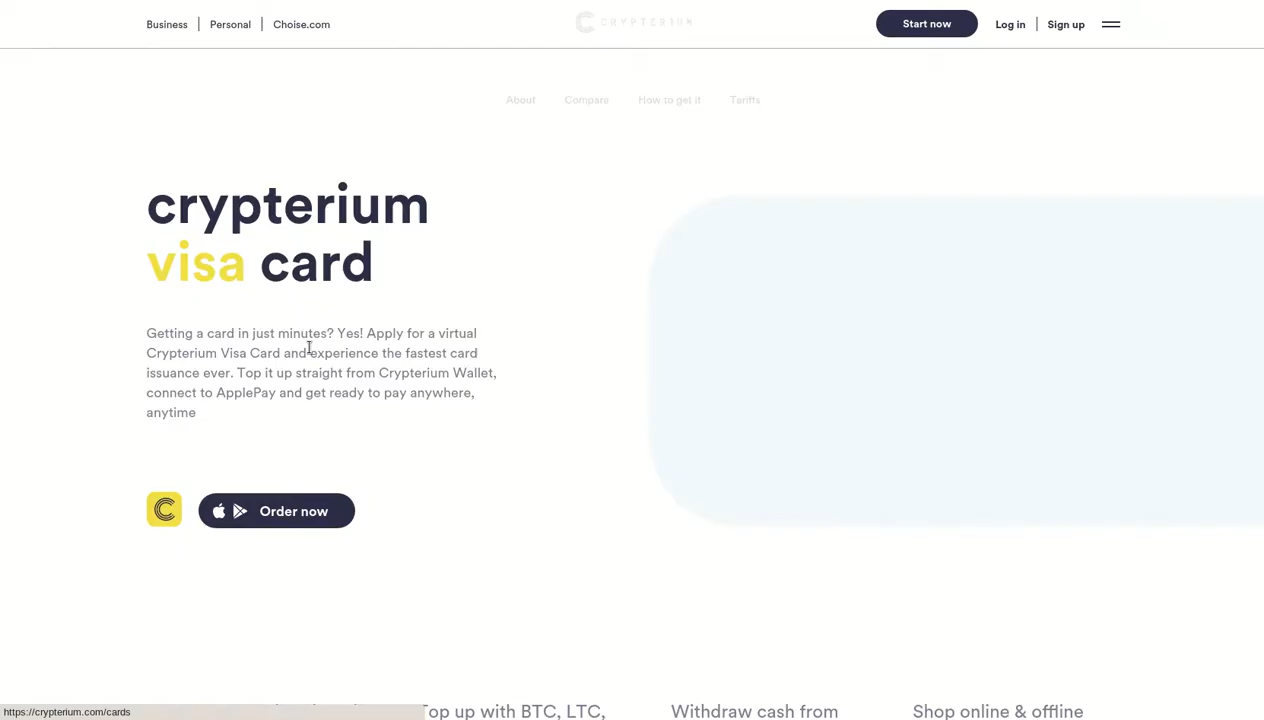 Business
Personal
Choise.com
CRYPTERIUM
Start now
Log in
Sign up
About
Compare
How to get it
Tariffs
crypterium
visa card
Getting a card in just minutes? Yes! Apply for a virtual
Crypterium Visa Card and experience the fastest card
issuance ever. Top it up straight from Crypterium Wallet,
connect to ApplePay and get ready to pay anywhere,
anytime
Order now
Top up with BTC, LTC,
Withdraw cash from
Shop online & offline
https://crypterium.com/cards